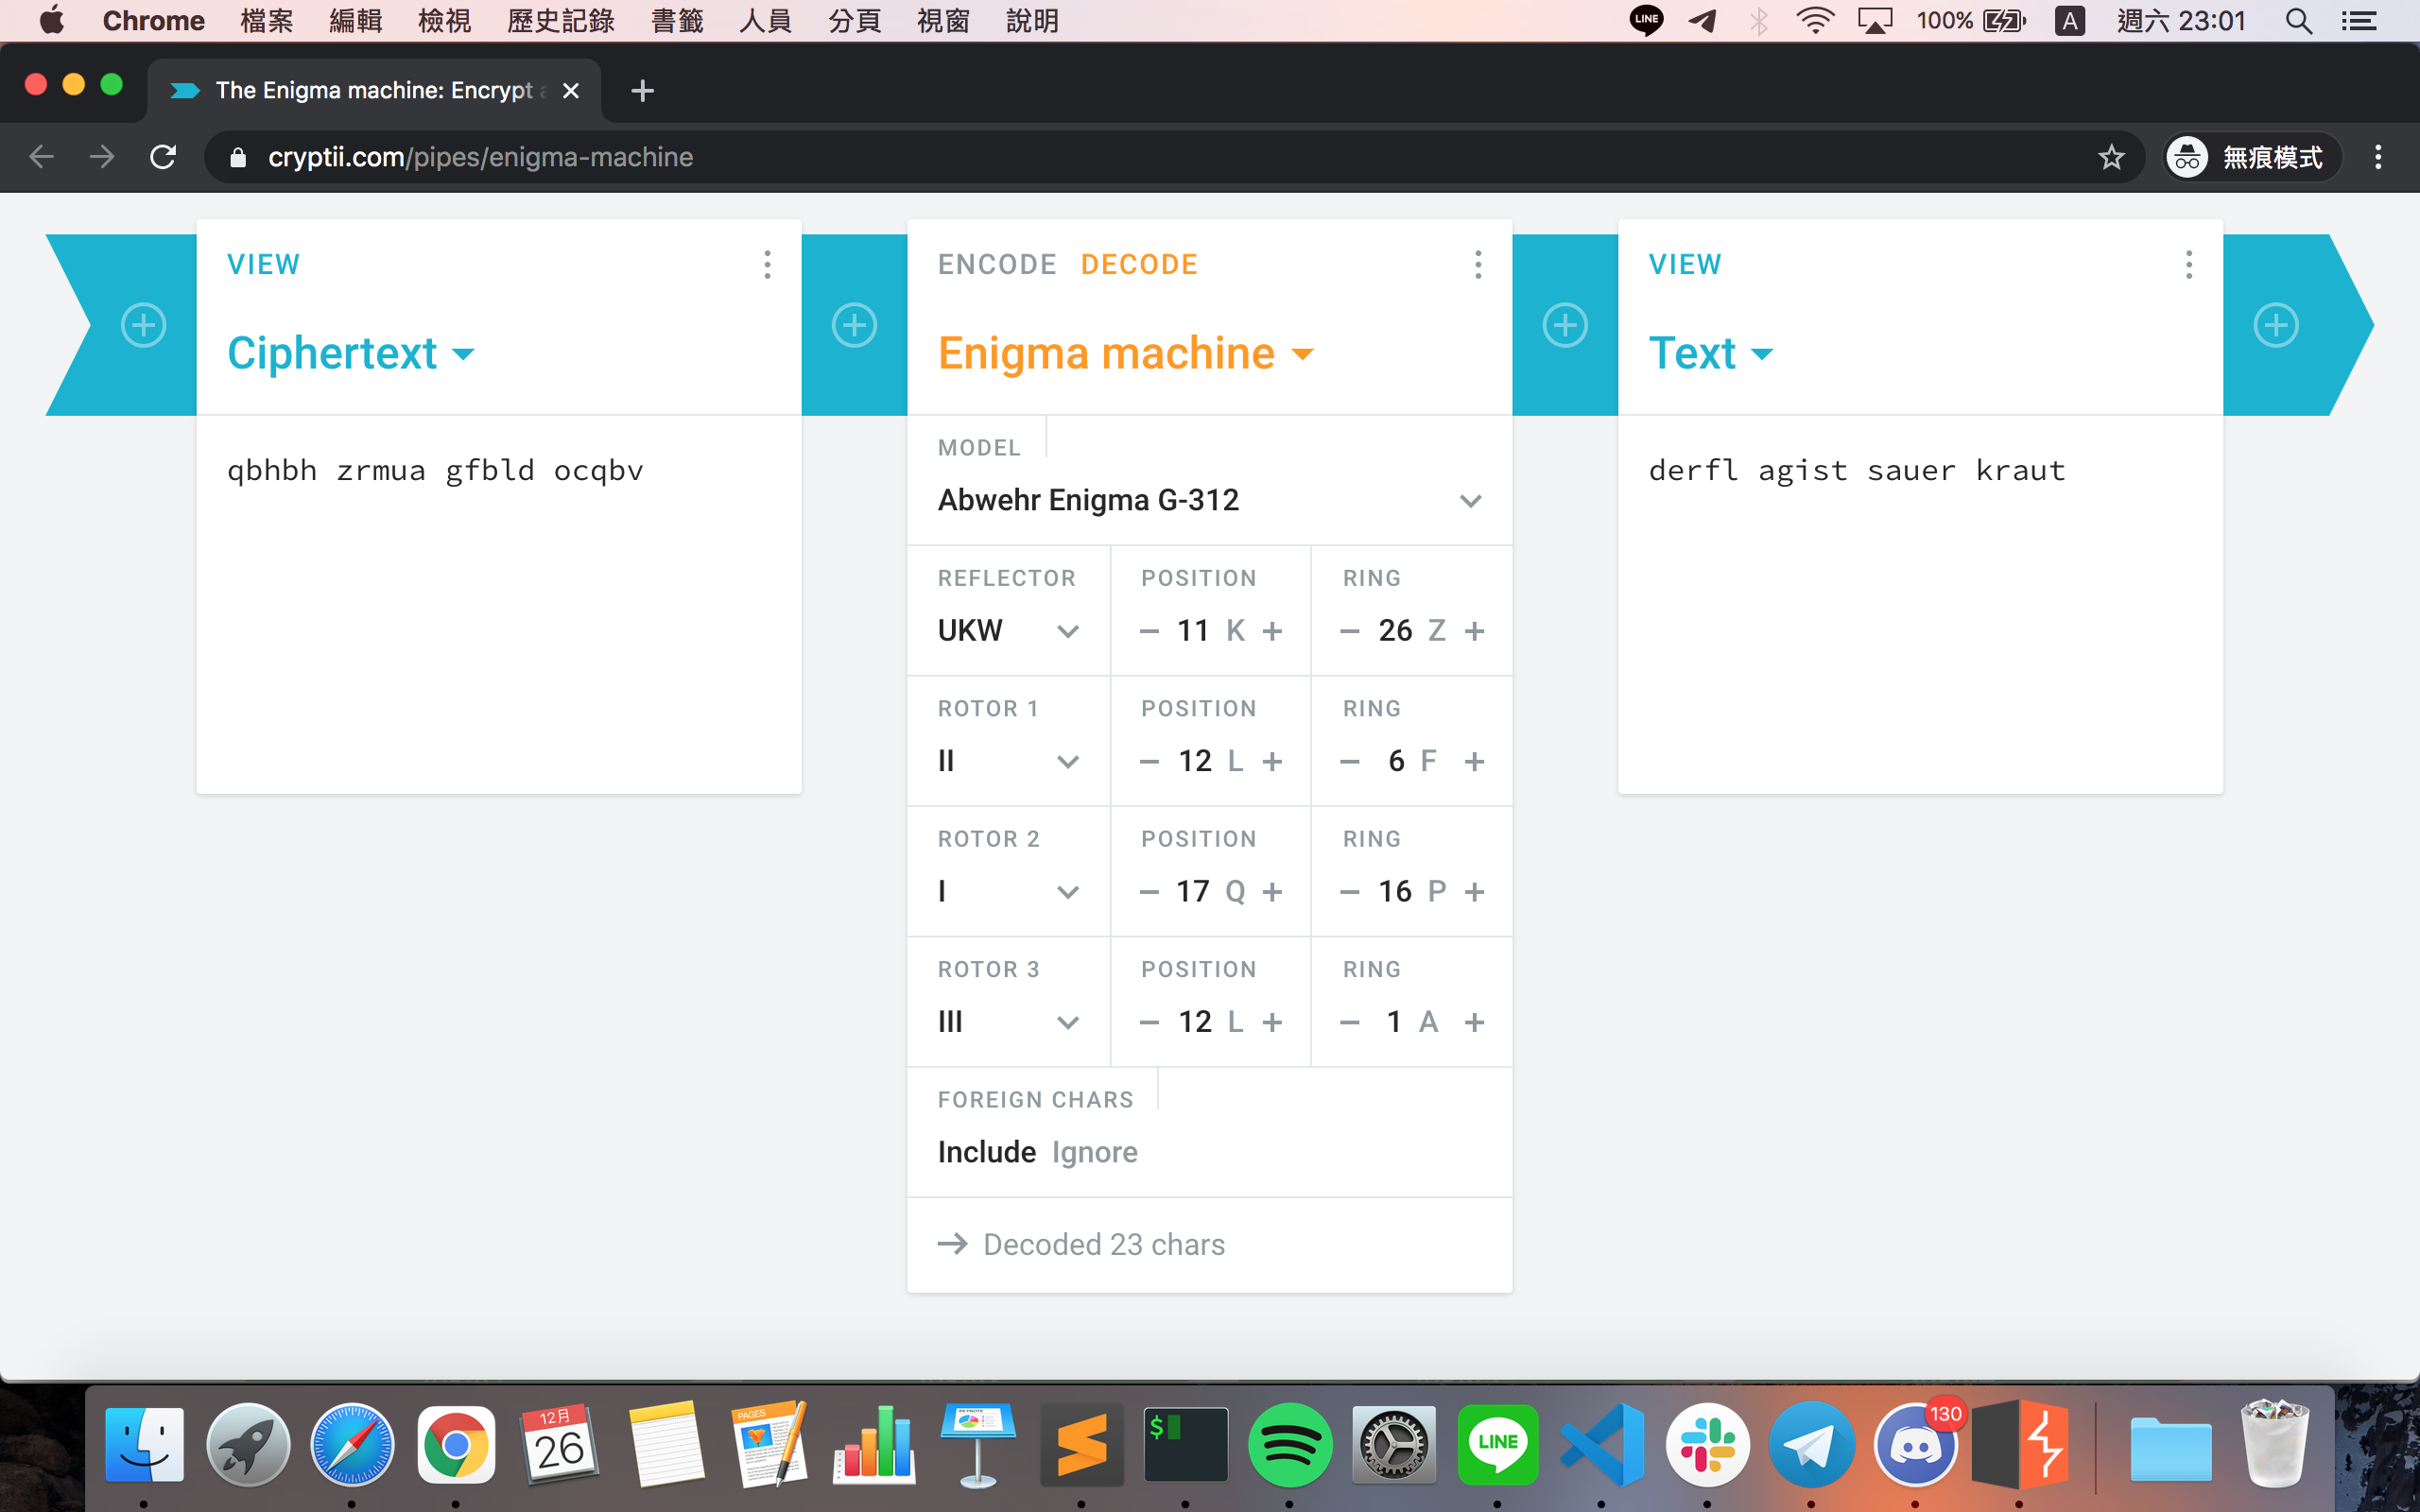 Chrome 檔案 編輯 檢視 歷史記錄 書籤 人員 分頁 視窗 說明 LINE 100% A 週六 23:01
The Enigma machine: Encrypt
cryptii.com/pipes/enigma-machine 無痕模式
VIEW
Ciphertext
qbhbh zrmua gfbld ocqbv
ENCODE DECODE
Enigma machine
MODEL
Abwehr Enigma G-312
REFLECTOR POSITION RING
UKW − 11 K + − 26 Z +
ROTOR 1 POSITION RING
II − 12 L + − 6 F +
ROTOR 2 POSITION RING
I − 17 Q + − 16 P +
ROTOR 3 POSITION RING
III − 12 L + − 1 A +
FOREIGN CHARS
Include Ignore
→ Decoded 23 chars
VIEW
Text
derfl agist sauer kraut
12月
26
PAGES
KEYNOTE
$
LINE
130